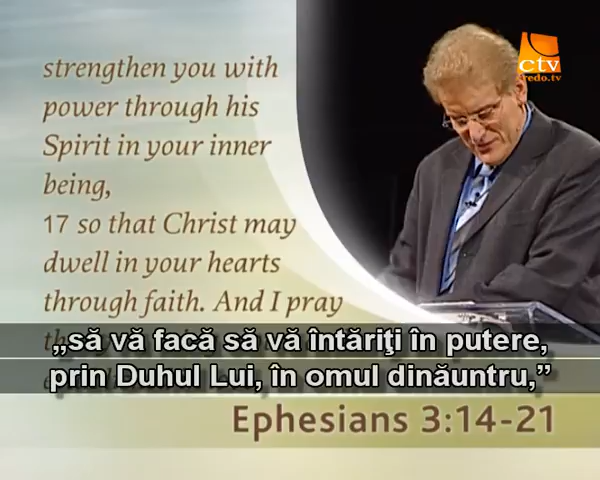 strengthen you with
power through his
Spirit in your inner
being,
17 so that Christ may
dwell in your hearts
through faith. And I pray
„să vă facă să vă întăriţi în putere,
prin Duhul Lui, în omul dinăuntru,”
Ephesians 3:14-21
ctv
credo.tv